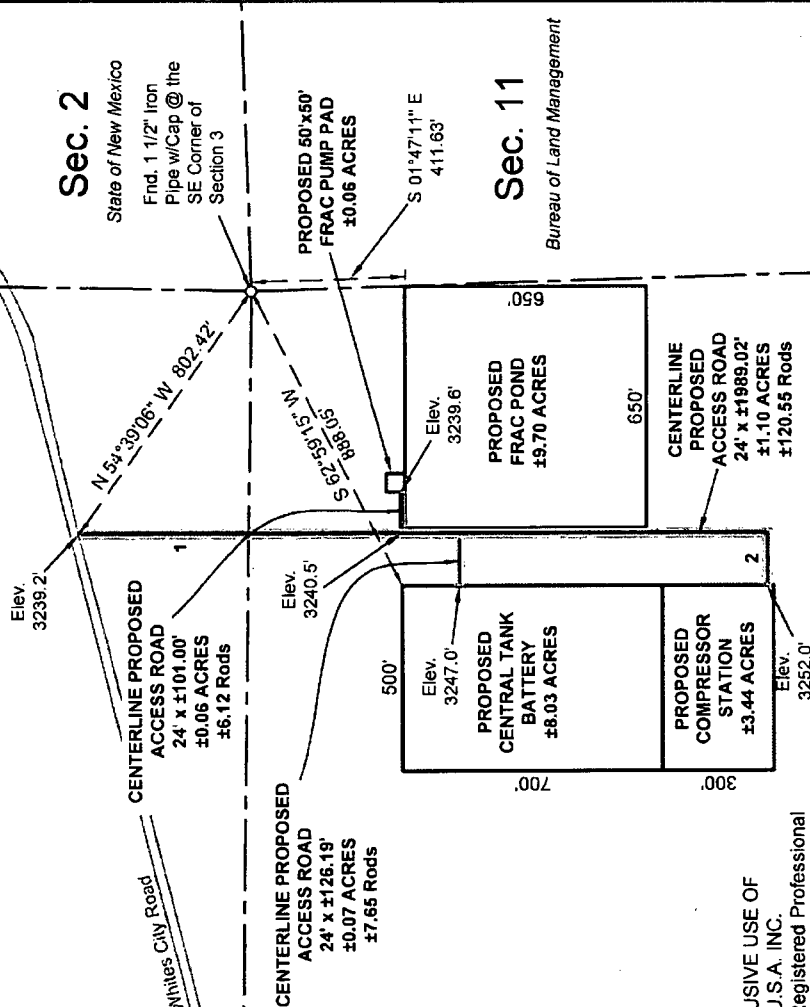 Sec. 2
State of New Mexico
Fnd. 1 1/2" Iron
Pipe w/Cap @ the
SE Corner of
Section 3
PROPOSED 50'x50'
FRAC PUMP PAD
±0.06 ACRES
S 01°47'11" E
411.63'
Sec. 11
Bureau of Land Management
N 54°39'06" W 802.42'
S 62°59'15" W
888.05'
Elev.
3239.2'
1
Elev.
3239.6'
650'
PROPOSED
FRAC POND
±9.70 ACRES
650'
CENTERLINE
PROPOSED
ACCESS ROAD
24' x ±1989.02'
±1.10 ACRES
±120.55 Rods
CENTERLINE PROPOSED
ACCESS ROAD
24' x ±101.00'
±0.06 ACRES
±6.12 Rods
Elev.
3240.5'
500'
Elev.
3247.0'
PROPOSED
CENTRAL TANK
BATTERY
±8.03 ACRES
2
PROPOSED
COMPRESSOR
STATION
±3.44 ACRES
Elev.
3252.0'
700'
300'
Whites City Road
CENTERLINE PROPOSED
ACCESS ROAD
24' x ±126.19'
±0.07 ACRES
±7.65 Rods
USIVE USE OF
U.S.A. INC.
egistered Professional